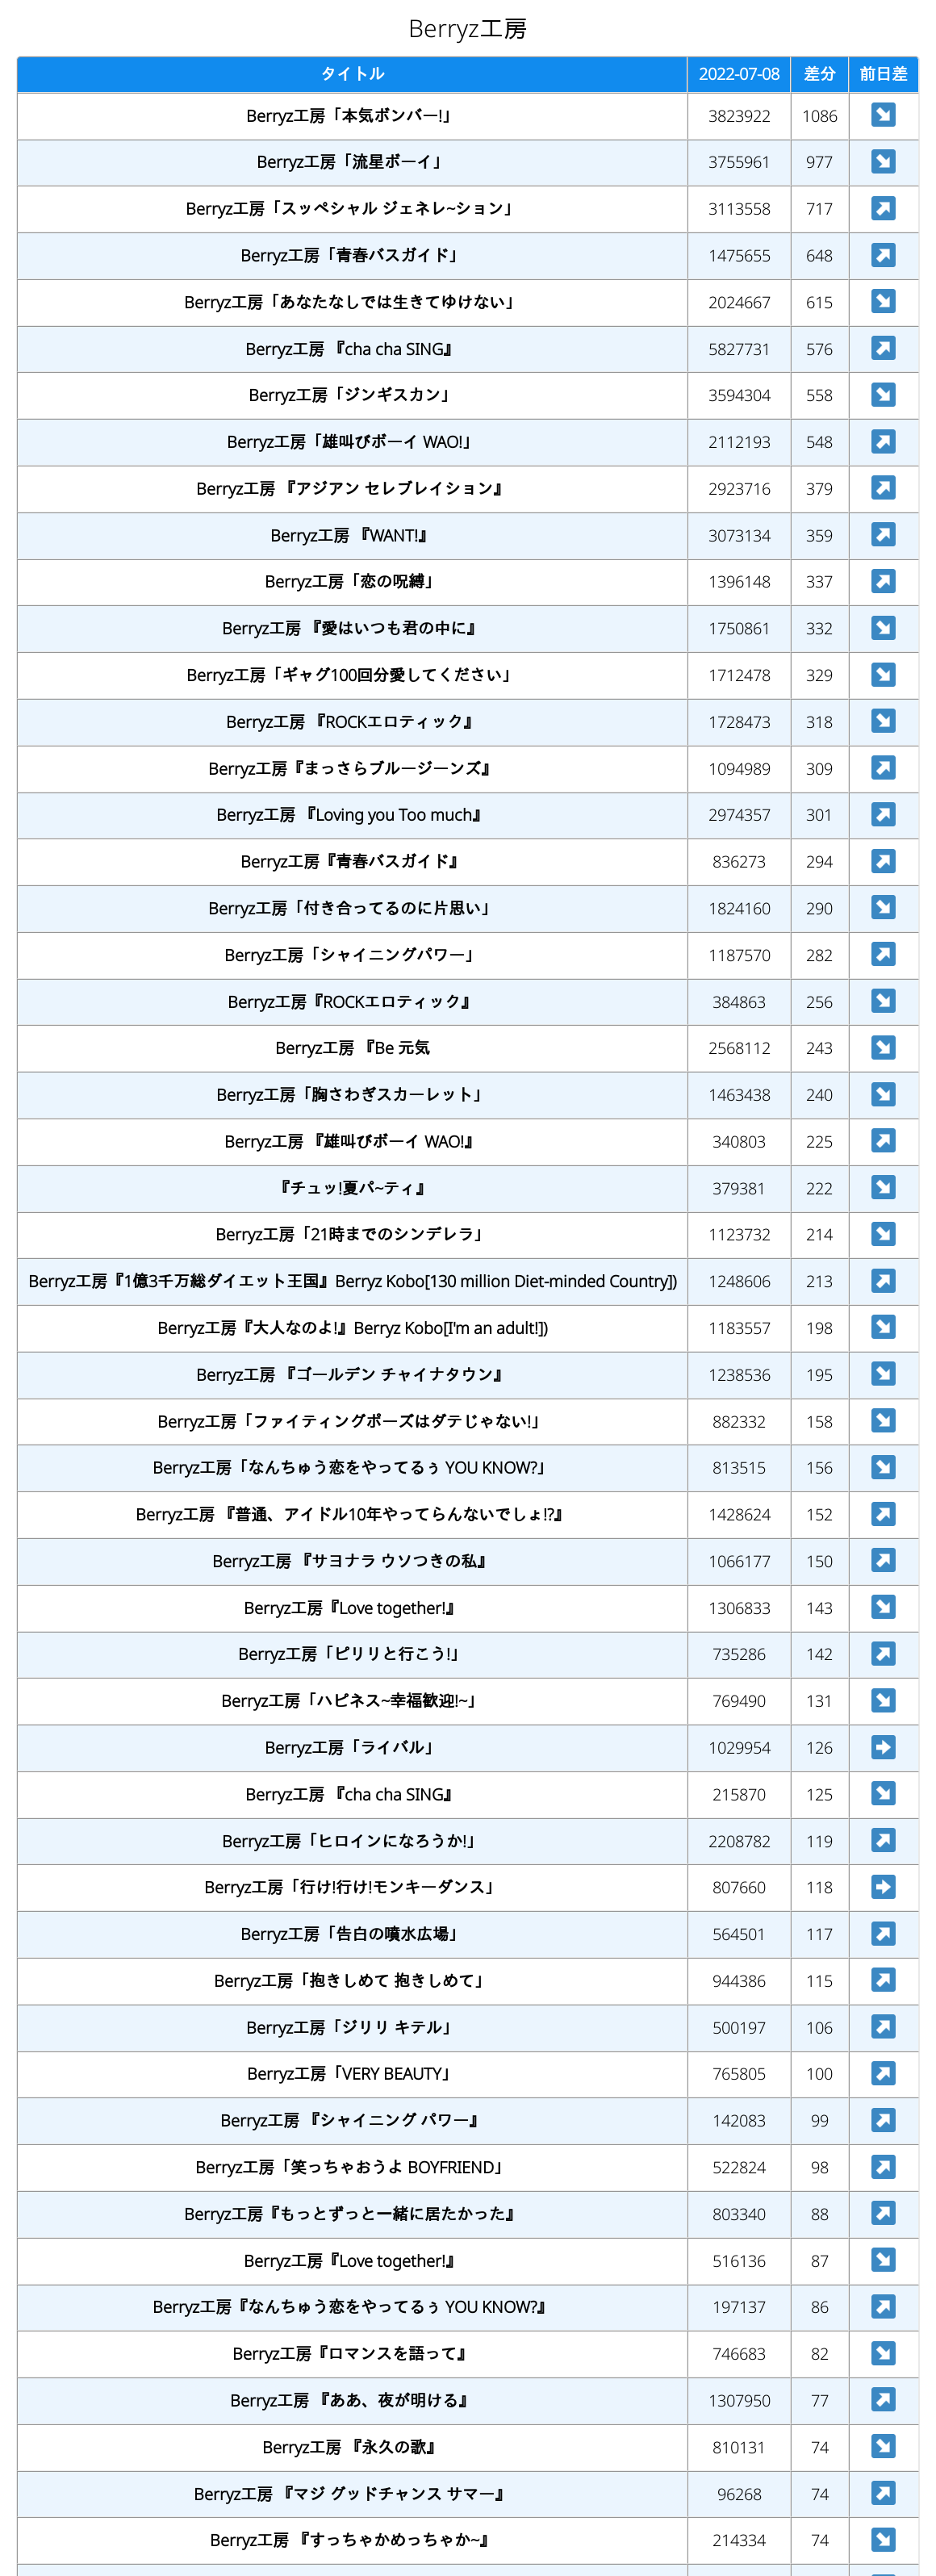 Berryz工房
タイトル 2022-07-08 差分 前日差
Berryz工房「本気ボンバー!」 3823922 1086
Berryz工房「流星ボーイ」 3755961 977
Berryz工房「スッペシャル ジェネレ~ション」 3113558 717
Berryz工房「青春バスガイド」 1475655 648
Berryz工房「あなたなしでは生きてゆけない」 2024667 615
Berryz工房 『cha cha SING』 5827731 576
Berryz工房「ジンギスカン」 3594304 558
Berryz工房「雄叫びボーイ WAO!」 2112193 548
Berryz工房 『アジアン セレブレイション』 2923716 379
Berryz工房 『WANT!』 3073134 359
Berryz工房「恋の呪縛」 1396148 337
Berryz工房 『愛はいつも君の中に』 1750861 332
Berryz工房「ギャグ100回分愛してください」 1712478 329
Berryz工房 『ROCKエロティック』 1728473 318
Berryz工房『まっさらブルージーンズ』 1094989 309
Berryz工房 『Loving you Too much』 2974357 301
Berryz工房『青春バスガイド』 836273 294
Berryz工房「付き合ってるのに片思い」 1824160 290
Berryz工房「シャイニングパワー」 1187570 282
Berryz工房『ROCKエロティック』 384863 256
Berryz工房 『Be 元気 2568112 243
Berryz工房「胸さわぎスカーレット」 1463438 240
Berryz工房 『雄叫びボーイ WAO!』 340803 225
『チュッ!夏パ~ティ』 379381 222
Berryz工房「21時までのシンデレラ」 1123732 214
Berryz工房『1億3千万総ダイエット王国』Berryz Kobo[130 million Diet-minded Country]) 1248606 213
Berryz工房『大人なのよ!』Berryz Kobo[I'm an adult!]) 1183557 198
Berryz工房 『ゴールデン チャイナタウン』 1238536 195
Berryz工房「ファイティングポーズはダテじゃない!」 882332 158
Berryz工房「なんちゅう恋をやってるぅ YOU KNOW?」 813515 156
Berryz工房 『普通、アイドル10年やってらんないでしょ!?』 1428624 152
Berryz工房 『サヨナラ ウソつきの私』 1066177 150
Berryz工房『Love together!』 1306833 143
Berryz工房「ピリリと行こう!」 735286 142
Berryz工房「ハピネス~幸福歓迎!~」 769490 131
Berryz工房「ライバル」 1029954 126
Berryz工房 『cha cha SING』 215870 125
Berryz工房「ヒロインになろうか!」 2208782 119
Berryz工房「行け!行け!モンキーダンス」 807660 118
Berryz工房「告白の噴水広場」 564501 117
Berryz工房「抱きしめて 抱きしめて」 944386 115
Berryz工房「ジリリ キテル」 500197 106
Berryz工房「VERY BEAUTY」 765805 100
Berryz工房 『シャイニング パワー』 142083 99
Berryz工房「笑っちゃおうよ BOYFRIEND」 522824 98
Berryz工房『もっとずっと一緒に居たかった』 803340 88
Berryz工房『Love together!』 516136 87
Berryz工房『なんちゅう恋をやってるぅ YOU KNOW?』 197137 86
Berryz工房『ロマンスを語って』 746683 82
Berryz工房 『ああ、夜が明ける』 1307950 77
Berryz工房 『永久の歌』 810131 74
Berryz工房 『マジ グッドチャンス サマー』 96268 74
Berryz工房 『すっちゃかめっちゃか~』 214334 74